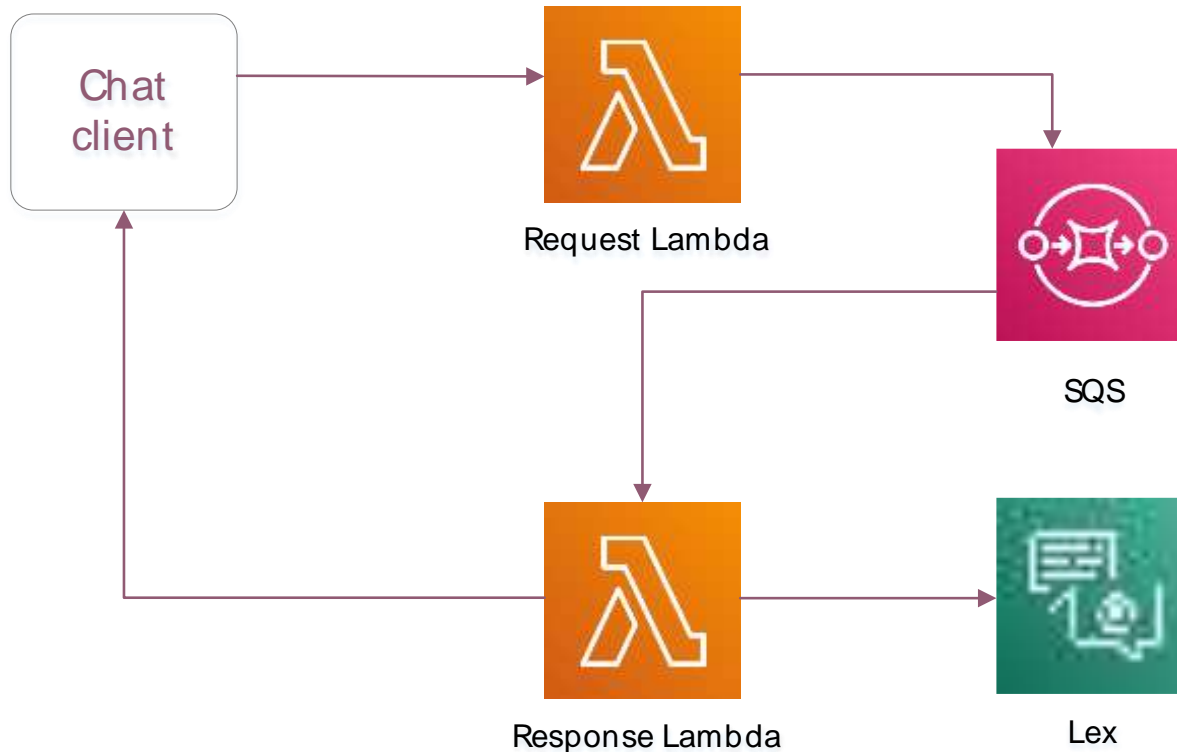 Chat
client
Request Lambda
SQS
Response Lambda
Lex